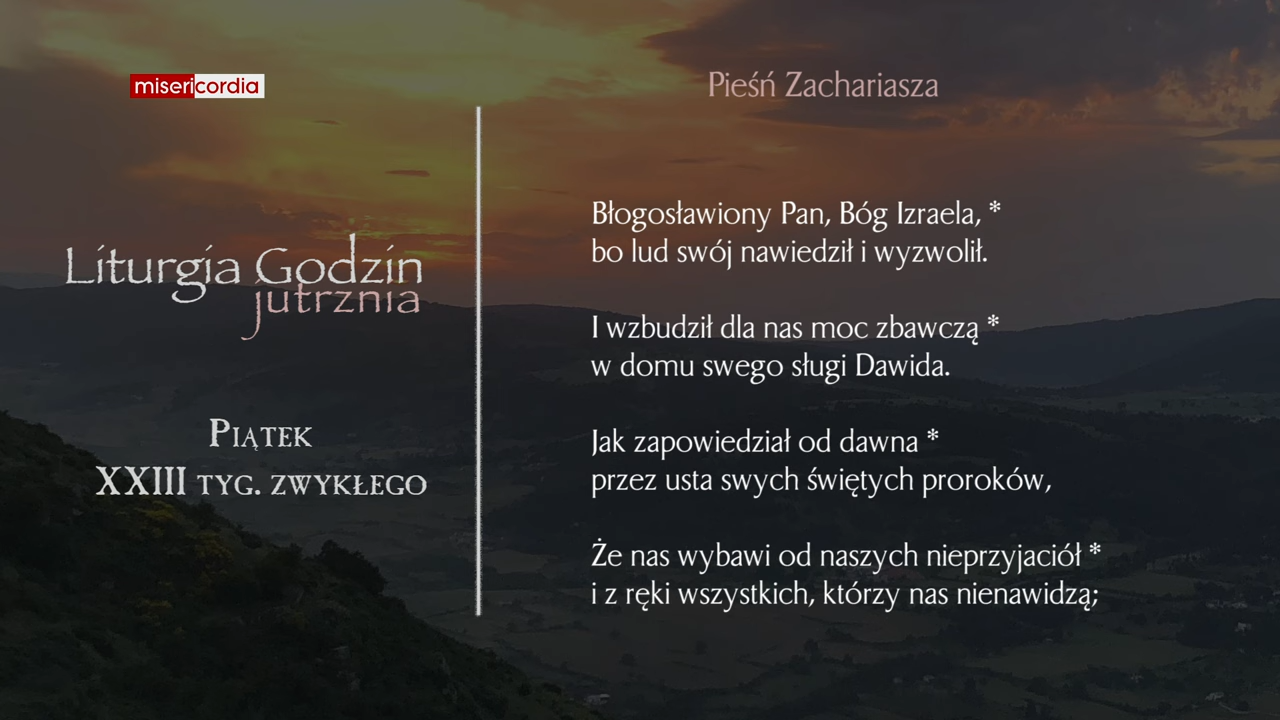 misericordia
Liturgia Godzin
jutrznia
Piątek
XXIII tyg. zwykłego
Pieśń Zachariasza
Błogosławiony Pan, Bóg Izraela, *
bo lud swój nawiedził i wyzwolił.
I wzbudził dla nas moc zbawczą *
w domu swego sługi Dawida.
Jak zapowiedział od dawna *
przez usta swych świętych proroków,
Że nas wybawi od naszych nieprzyjaciół *
i z ręki wszystkich, którzy nas nienawidzą;